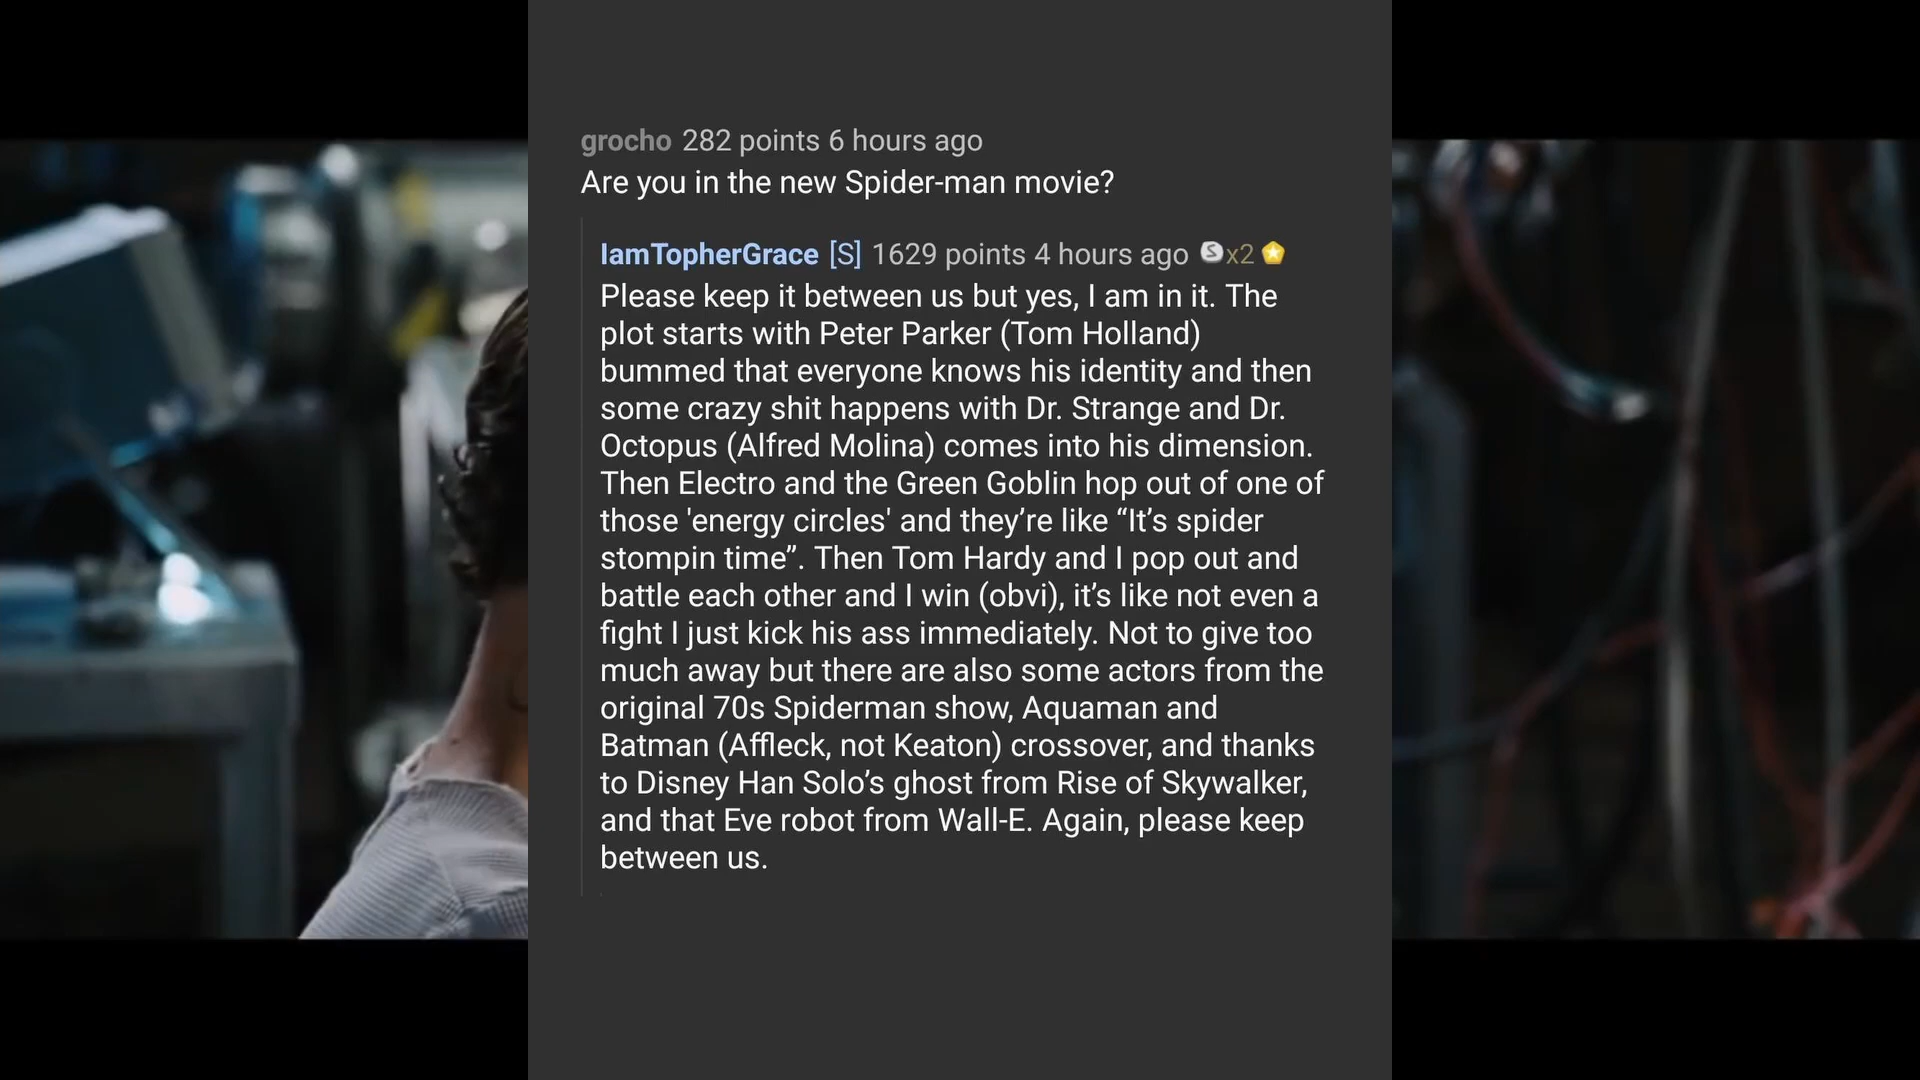 grocho 282 points 6 hours ago
Are you in the new Spider-man movie?
IamTopherGrace [S] 1629 points 4 hours ago S x2
Please keep it between us but yes, I am in it. The
plot starts with Peter Parker (Tom Holland)
bummed that everyone knows his identity and then
some crazy shit happens with Dr. Strange and Dr.
Octopus (Alfred Molina) comes into his dimension.
Then Electro and the Green Goblin hop out of one of
those 'energy circles' and they’re like “It’s spider
stompin time”. Then Tom Hardy and I pop out and
battle each other and I win (obvi), it’s like not even a
fight I just kick his ass immediately. Not to give too
much away but there are also some actors from the
original 70s Spiderman show, Aquaman and
Batman (Affleck, not Keaton) crossover, and thanks
to Disney Han Solo’s ghost from Rise of Skywalker,
and that Eve robot from Wall-E. Again, please keep
between us.